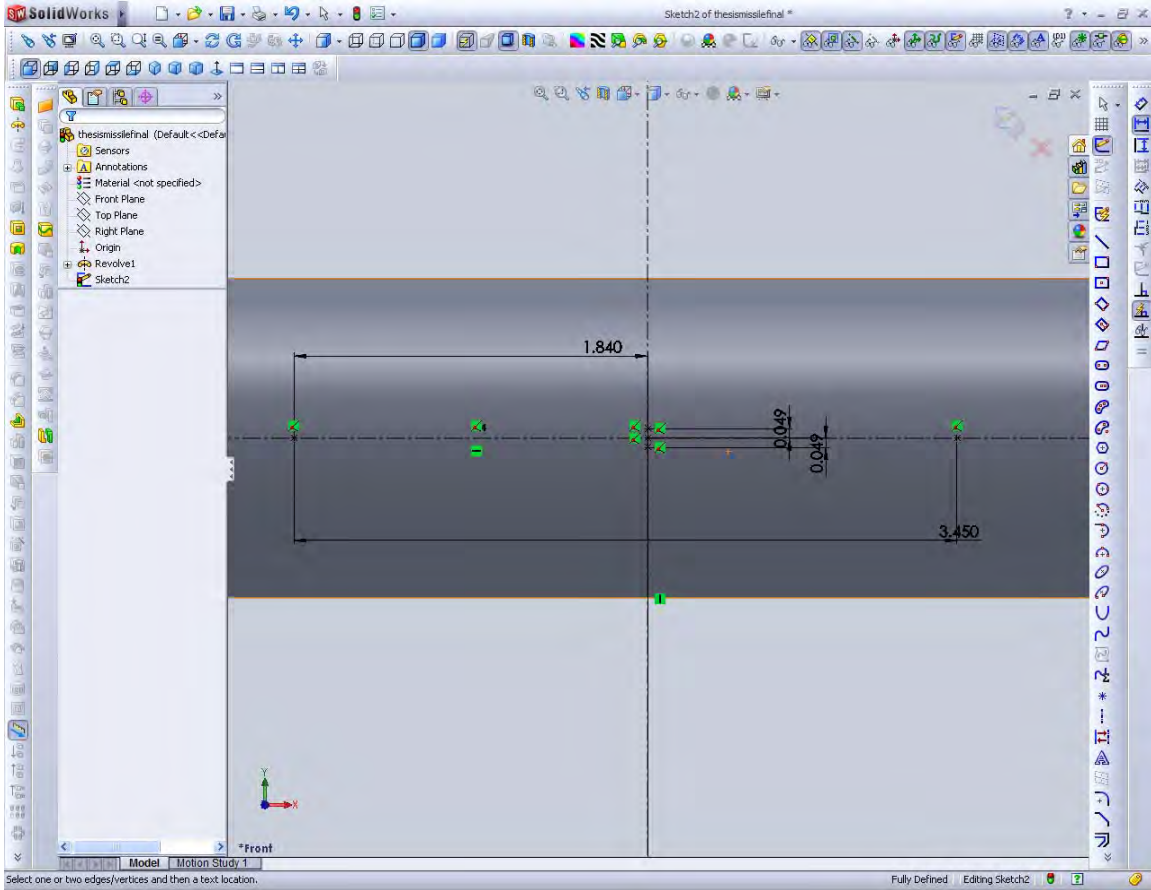 SolidWorks
Sketch2 of thesismissilefinal *
thesismissilefinal (Default<<Defa
Sensors
Annotations
Material <not specified>
Front Plane
Top Plane
Right Plane
Origin
Revolve1
Sketch2
1.840
0.049
0.049
3.450
Y
X
*Front
Model
Motion Study 1
Select one or two edges/vertices and then a text location.
Fully Defined
Editing Sketch2